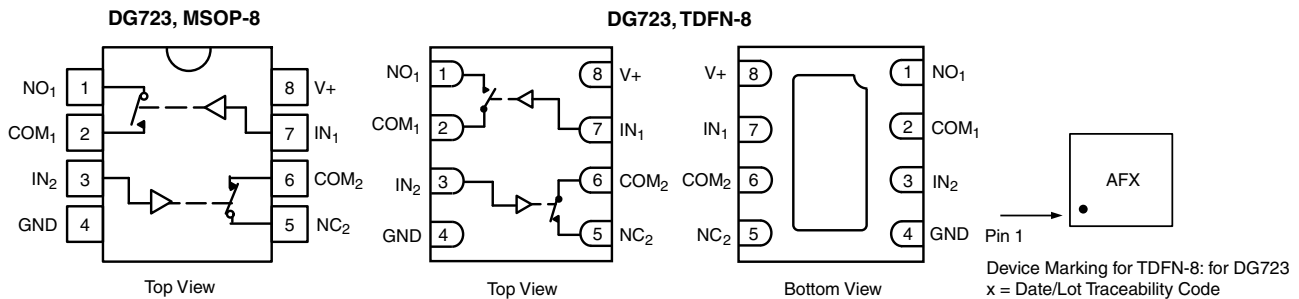 DG723, MSOP-8
NO1 1 8 V+
COM1 2 7 IN1
IN2 3 6 COM2
GND 4 5 NC2
Top View
DG723, TDFN-8
NO1 1 8 V+
COM1 2 7 IN1
IN2 3 6 COM2
GND 4 5 NC2
Top View
V+ 8 1 NO1
IN1 7 2 COM1
COM2 6 3 IN2
NC2 5 4 GND
Bottom View
AFX
Pin 1
Device Marking for TDFN-8: for DG723
x = Date/Lot Traceability Code